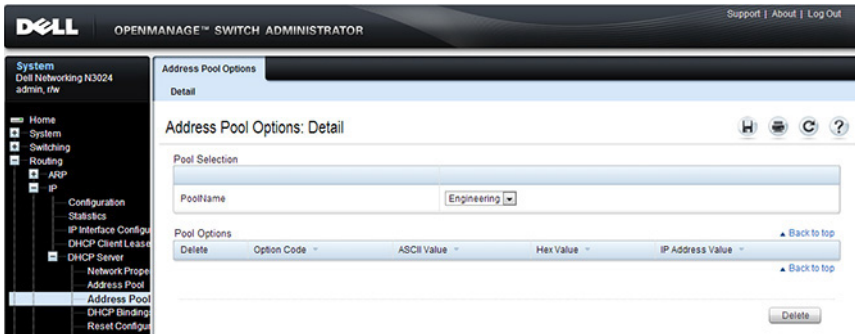 Support | About | Log Out
DELL OPENMANAGE™ SWITCH ADMINISTRATOR
System
Dell Networking N3024
admin, r/w
Home
System
Switching
Routing
ARP
IP
Configuration
Statistics
IP Interface Configu
DHCP Client Lease
DHCP Server
Network Prope
Address Pool
Address Pool
DHCP Binding
Reset Configur
Address Pool Options
Detail
Address Pool Options: Detail
Pool Selection
PoolName Engineering
Pool Options Back to top
Delete Option Code ASCII Value Hex Value IP Address Value
Back to top
Delete